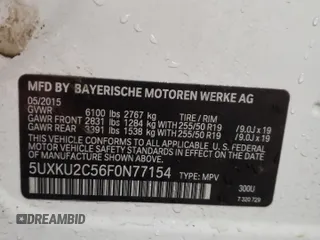 MFD BY BAYERISCHE MOTOREN WERKE AG
05/2015
GVWR 6100 lbs 2767 kg TIRE / RIM
GAWR FRONT 2831 lbs 1284 kg WITH 255/50 R19 /9.0J x 19
GAWR REAR 3391 lbs 1538 kg WITH 255/50 R19 /9.0J x 19
THIS VEHICLE CONFORMS TO ALL APPLICABLE FEDERAL
MOTOR VEHICLE SAFETY STANDARDS IN EFFECT ON THE
DATE OF MANUFACTURE SHOWN ABOVE.
5UXKU2C56F0N77154 TYPE: MPV
300U
7 320 729